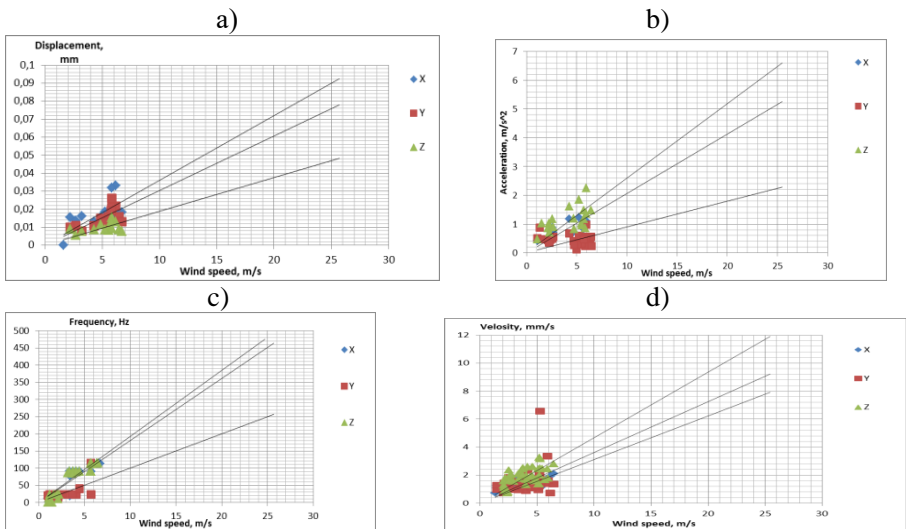 a)
Displacement,
mm
0,1
0,09
0,08
0,07
0,06
0,05
0,04
0,03
0,02
0,01
0
0 5 10 15 20 25 30
Wind speed, m/s
X
Y
Z
b)
7
6
5
4
3
2
1
0
Acceleration, m/s^2
0 5 10 15 20 25 30
Wind speed, m/s
X
Y
Z
c)
Frequency, Hz
500
450
400
350
300
250
200
150
100
50
0
0 5 10 15 20 25 30
Wind speed, m/s
X
Y
Z
d)
Velosity, mm/s
12
10
8
6
4
2
0
0 5 10 15 20 25 30
Wind speed, m/s
X
Y
Z